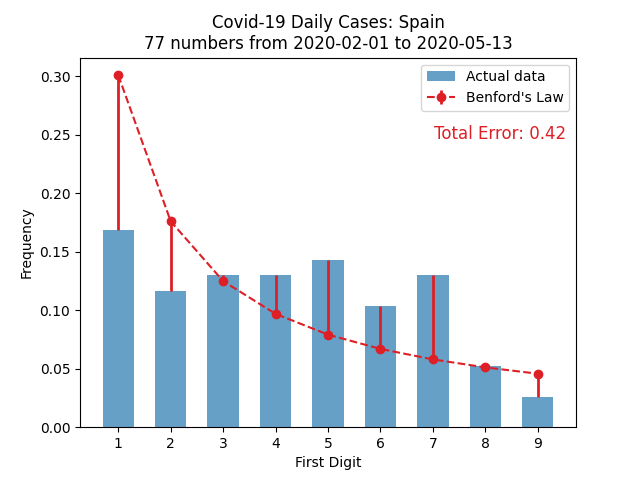 Covid-19 Daily Cases: Spain
77 numbers from 2020-02-01 to 2020-05-13
Actual data
Benford's Law
Total Error: 0.42
Frequency
0.30
0.25
0.20
0.15
0.10
0.05
0.00
1 2 3 4 5 6 7 8 9
First Digit